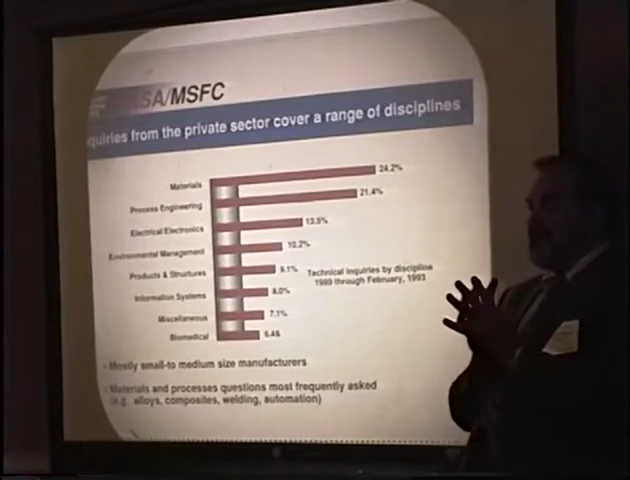 NASA/MSFC
quiries from the private sector cover a range of disciplines
Materials 24.2%
Process Engineering 21.4%
Electrical/Electronics 13.5%
Environmental Management 10.2%
Products & Structures 9.1%
Technical inquiries by discipline
1989 through February, 1993
Information Systems 8.0%
Miscellaneous 7.1%
Biomedical 6.4%
- Mostly small-to medium size manufacturers
- Materials and processes questions most frequently asked
(e.g. alloys, composites, welding, automation)